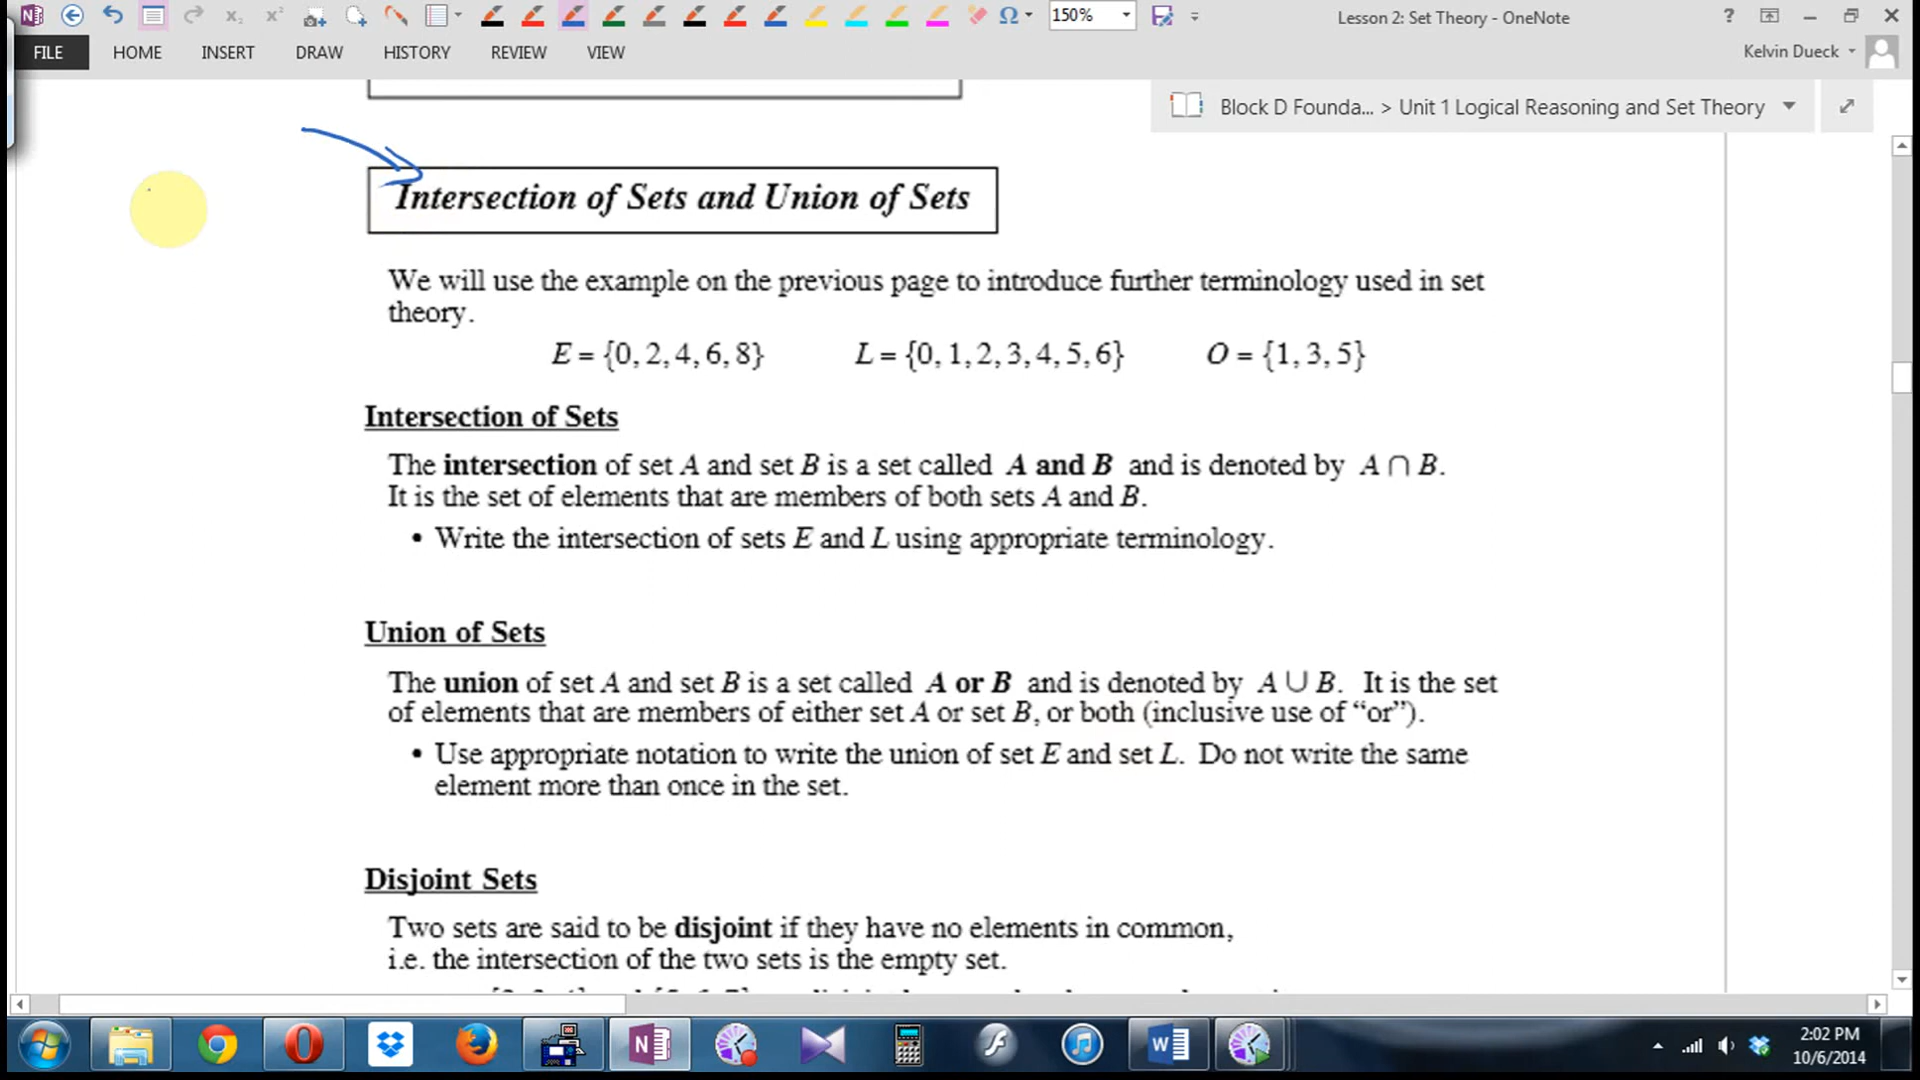 150%
Lesson 2: Set Theory - OneNote
?
FILE
HOME
INSERT
DRAW
HISTORY
REVIEW
VIEW
Kelvin Dueck
Block D Founda... > Unit 1 Logical Reasoning and Set Theory
Intersection of Sets and Union of Sets
We will use the example on the previous page to introduce further terminology used in set
theory.
E = {0, 2, 4, 6, 8}   L = {0, 1, 2, 3, 4, 5, 6}   O = {1, 3, 5}
Intersection of Sets
The intersection of set A and set B is a set called A and B and is denoted by A ∩ B.
It is the set of elements that are members of both sets A and B.
• Write the intersection of sets E and L using appropriate terminology.
Union of Sets
The union of set A and set B is a set called A or B and is denoted by A ∪ B. It is the set
of elements that are members of either set A or set B, or both (inclusive use of “or”).
• Use appropriate notation to write the union of set E and set L. Do not write the same
element more than once in the set.
Disjoint Sets
Two sets are said to be disjoint if they have no elements in common,
i.e. the intersection of the two sets is the empty set.
2:02 PM
10/6/2014